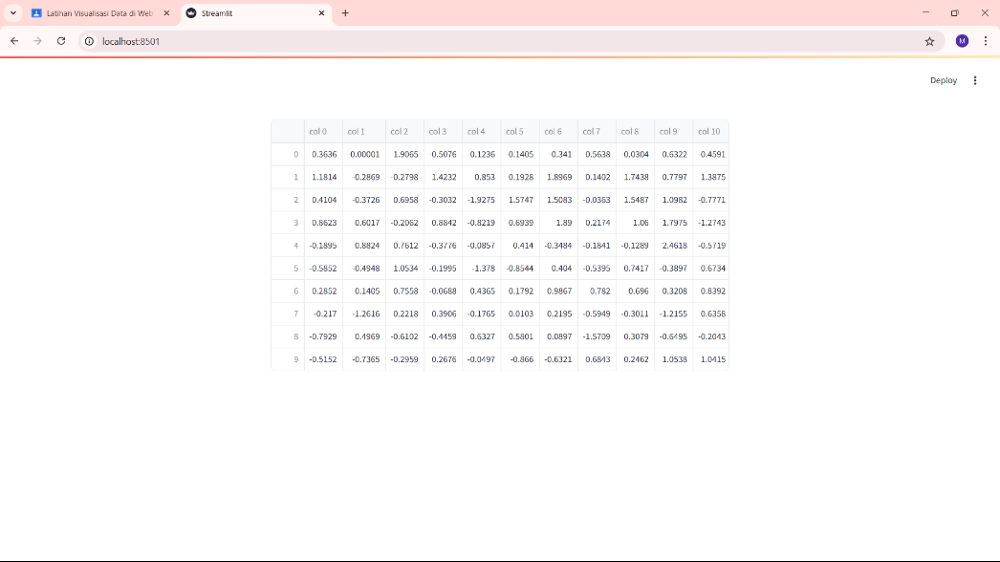 Latihan Visualisasi Data di Web
Streamlit
localhost:8501
M
Deploy
col 0 col 1 col 2 col 3 col 4 col 5 col 6 col 7 col 8 col 9 col 10
0 0.3636 -0.00001 1.9065 -0.5076 0.1236 0.1405 -0.341 0.5638 -0.0304 0.6322 -0.4591
1 1.1814 -0.2869 -0.2798 1.4232 0.853 0.1928 1.8969 0.1402 1.7438 0.7797 1.3875
2 0.4104 -0.3726 0.6958 -0.3032 -1.9275 1.5747 1.5083 -0.0363 1.5487 1.0982 -0.7771
3 0.8623 0.6017 -0.2062 0.8842 -0.8219 0.6939 1.89 0.2174 1.06 1.7975 -1.2743
4 -0.1895 0.8824 0.7612 -0.3776 -0.0857 0.414 -0.3484 -0.1841 -0.1289 2.4618 -0.5719
5 -0.5852 -0.4948 1.0534 -0.1995 -1.378 -0.8544 0.404 -0.5395 0.7417 -0.3897 0.6734
6 0.2852 0.1405 0.7558 -0.0688 0.4365 0.1792 0.9867 0.782 0.696 0.3208 0.8392
7 -0.217 -1.2616 0.2218 0.3906 -0.1765 0.0103 0.2195 -0.5949 -0.3011 -1.2155 0.6358
8 -0.7929 0.4969 -0.6102 -0.4459 0.6327 0.5801 0.0897 -1.5709 0.3079 -0.6495 -0.2043
9 -0.5152 -0.7365 -0.2959 0.2676 -0.0497 -0.866 -0.6321 0.6843 0.2462 1.0538 1.0415